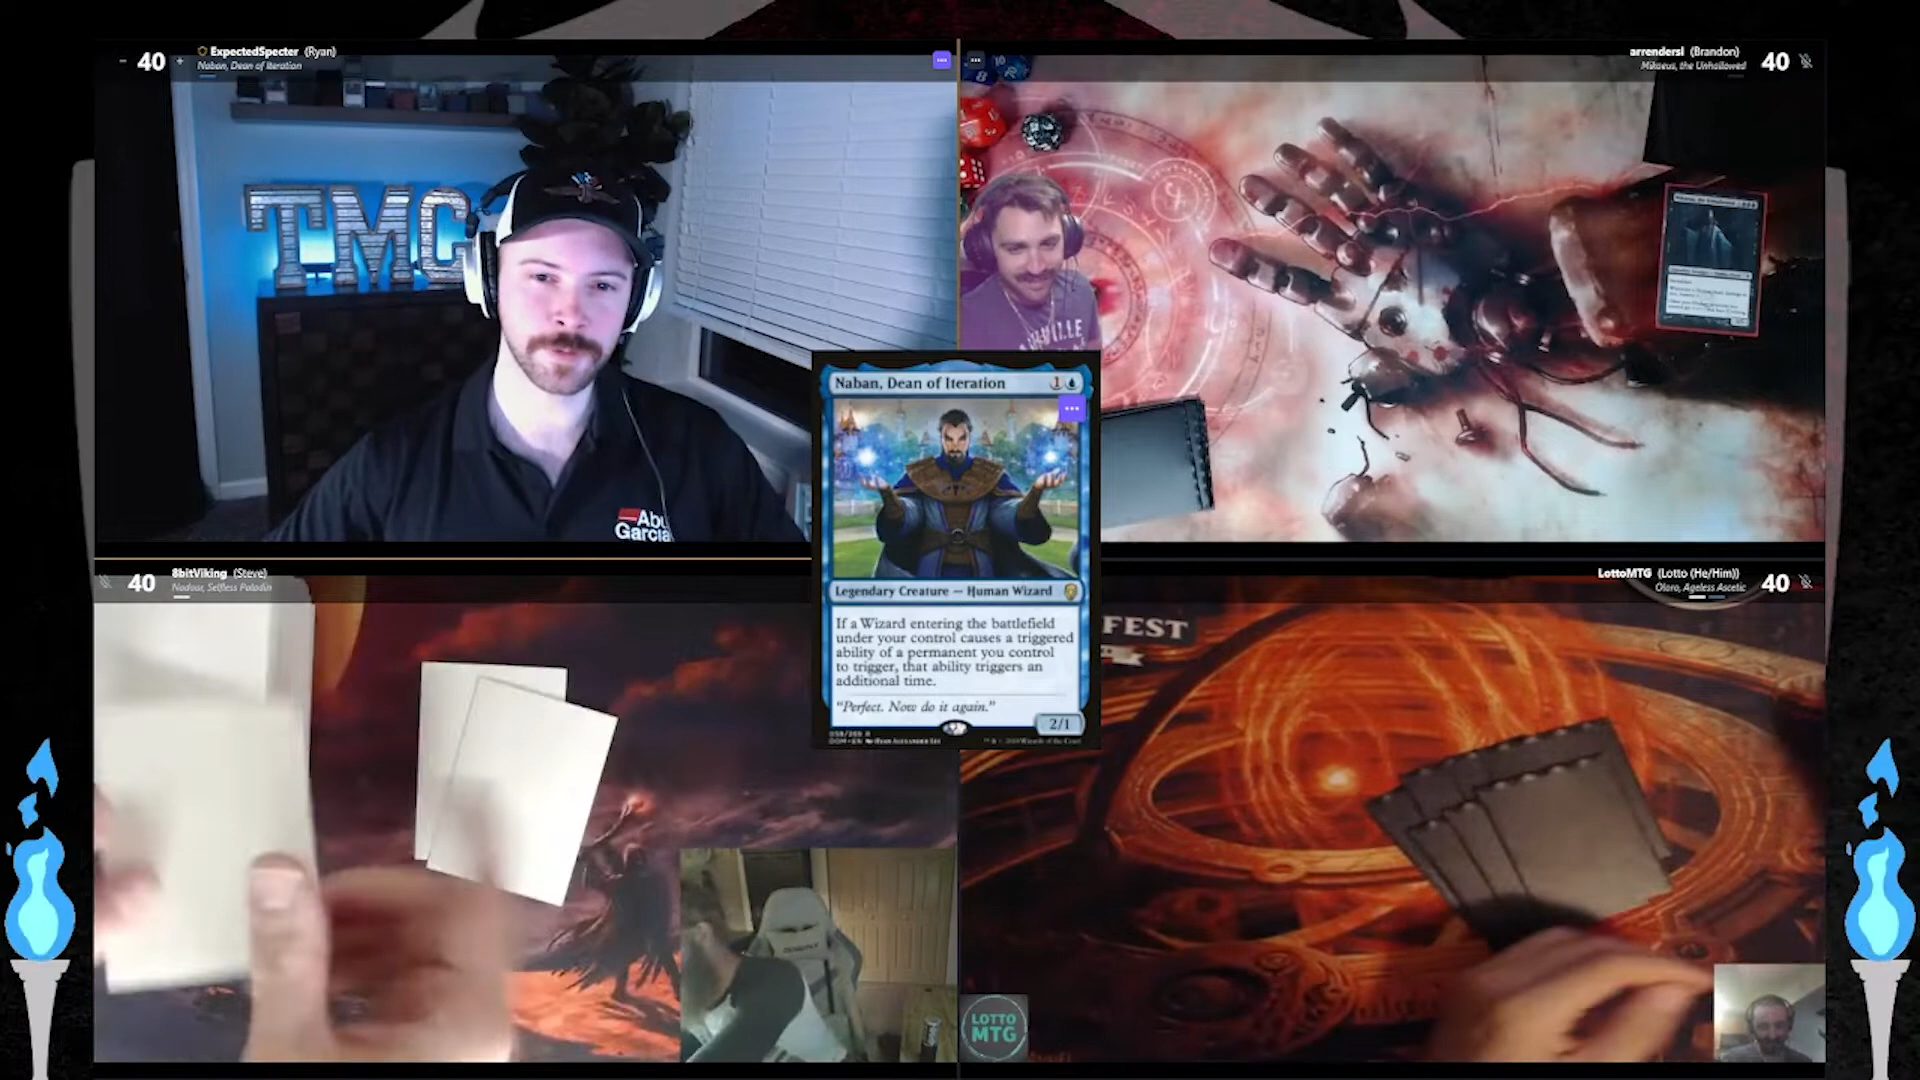 40
ExpectedSpecter (Ryan)
Naban, Dean of Iteration
arrendersl (Brandon)
Mikaeus, the Unhallowed
40
TMC
Abu
Garcia
Naban, Dean of Iteration 1
Legendary Creature — Human Wizard
If a Wizard entering the battlefield
under your control causes a triggered
ability of a permanent you control
to trigger, that ability triggers an
additional time.
"Perfect. Now do it again."
2/1
40
8bitViking (Steve)
Nadaar, Selfless Paladin
LottoMTG (Lotto (He/Him))
Oloro, Ageless Ascetic
40
FEST
LOTTO
MTG